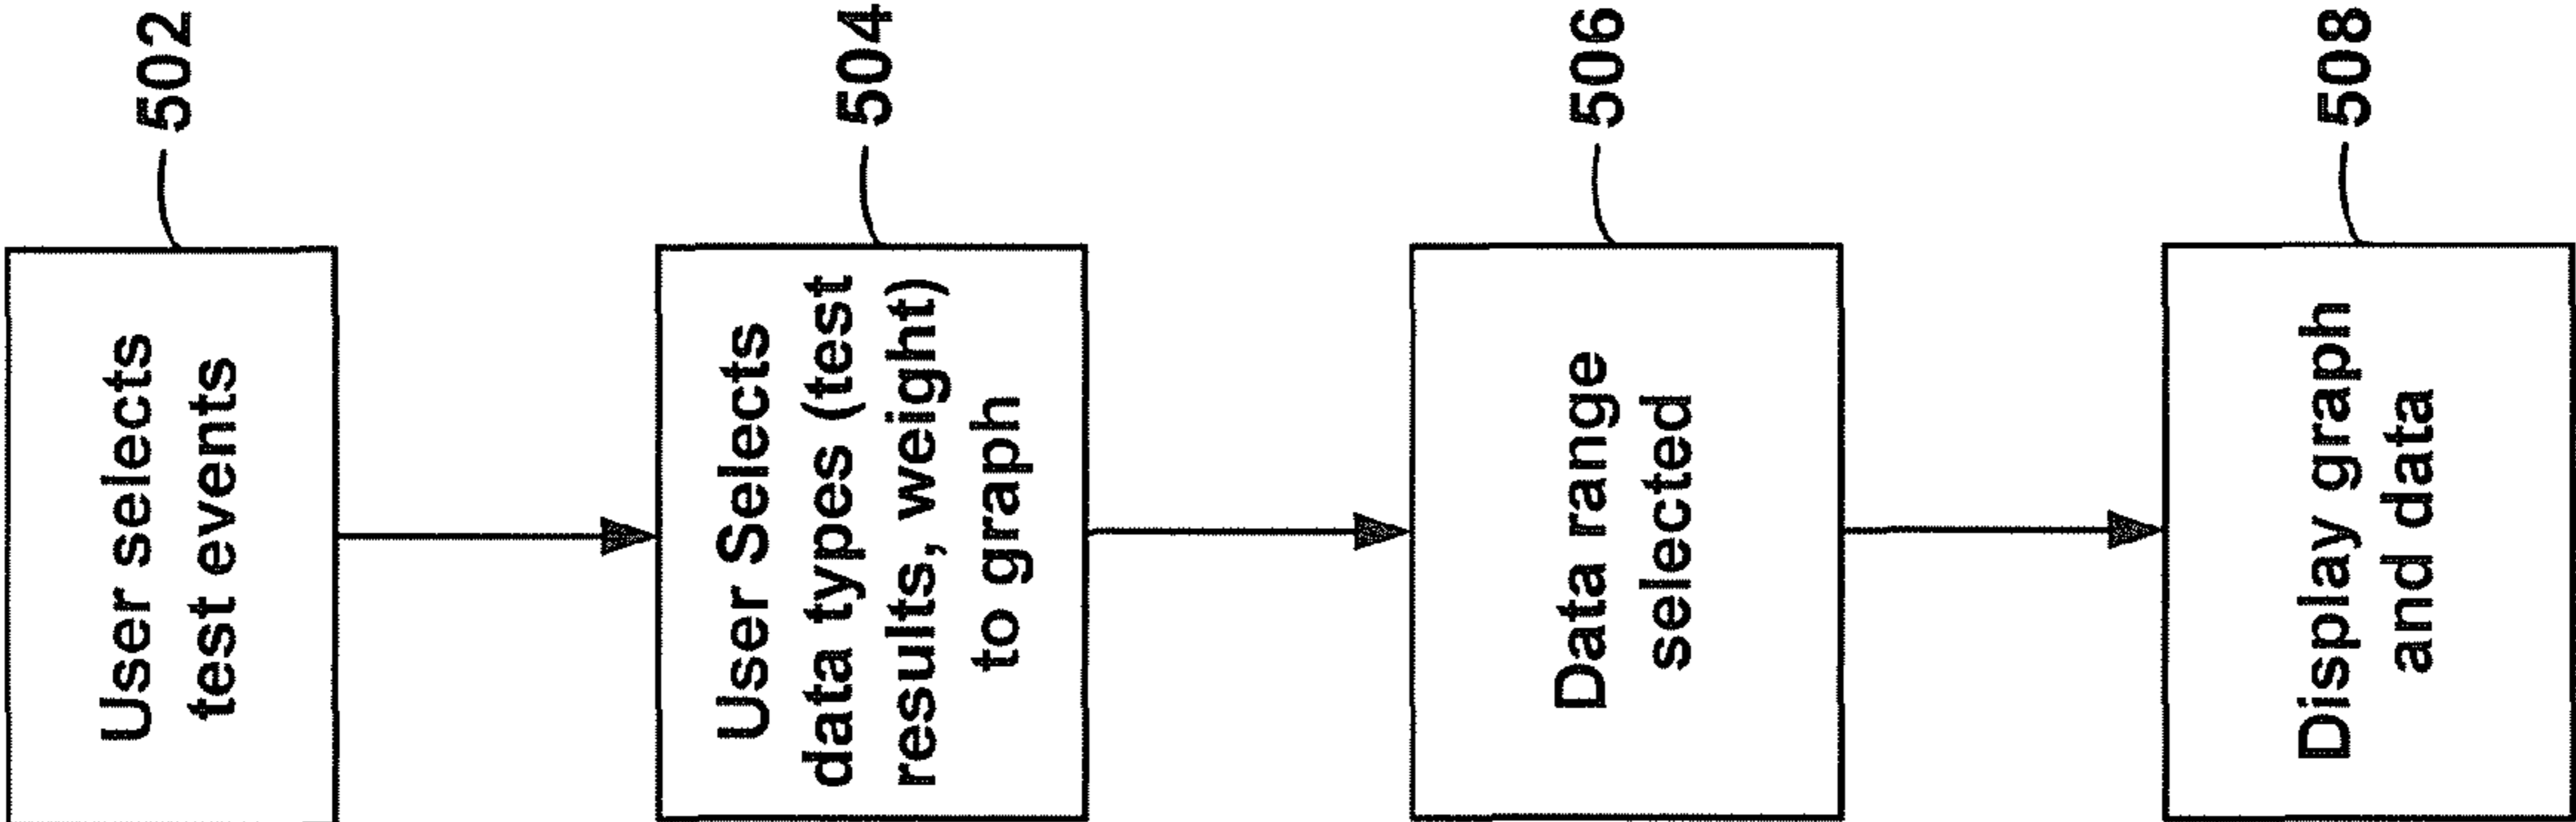 User selects
test events
502
User Selects
data types (test
results, weight)
to graph
504
Data range
selected
506
Display graph
and data
508